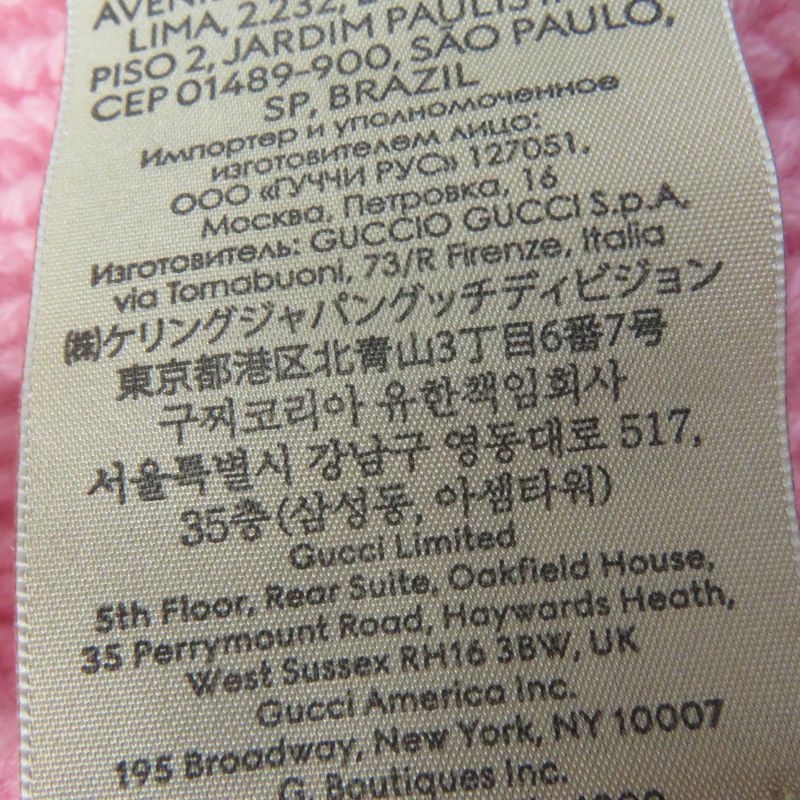 LIMA, 2.232,
PISO 2, JARDIM
CEP 01489-900, SÃO PAULO,
SP, BRAZIL
Импортер и уполномоченное
изготовителем лицо:
ООО «ГУЧЧИ РУС» 127051,
Москва, Петровка, 16
Изготовитель: GUCCIO GUCCI S.p.A.
via Tornabuoni, 73/R Firenze, Italia
㈱ケリングジャパングッチディビジョン
東京都港区北青山3丁目6番7号
구찌코리아 유한책임회사
서울특별시 강남구 영동대로 517,
35층(삼성동, 아셈타워)
Gucci Limited
5th Floor, Rear Suite, Oakfield House,
35 Perrymount Road, Haywards Heath,
West Sussex RH16 3BW, UK
Gucci America Inc.
195 Broadway, New York, NY 10007
G. Boutiques Inc.